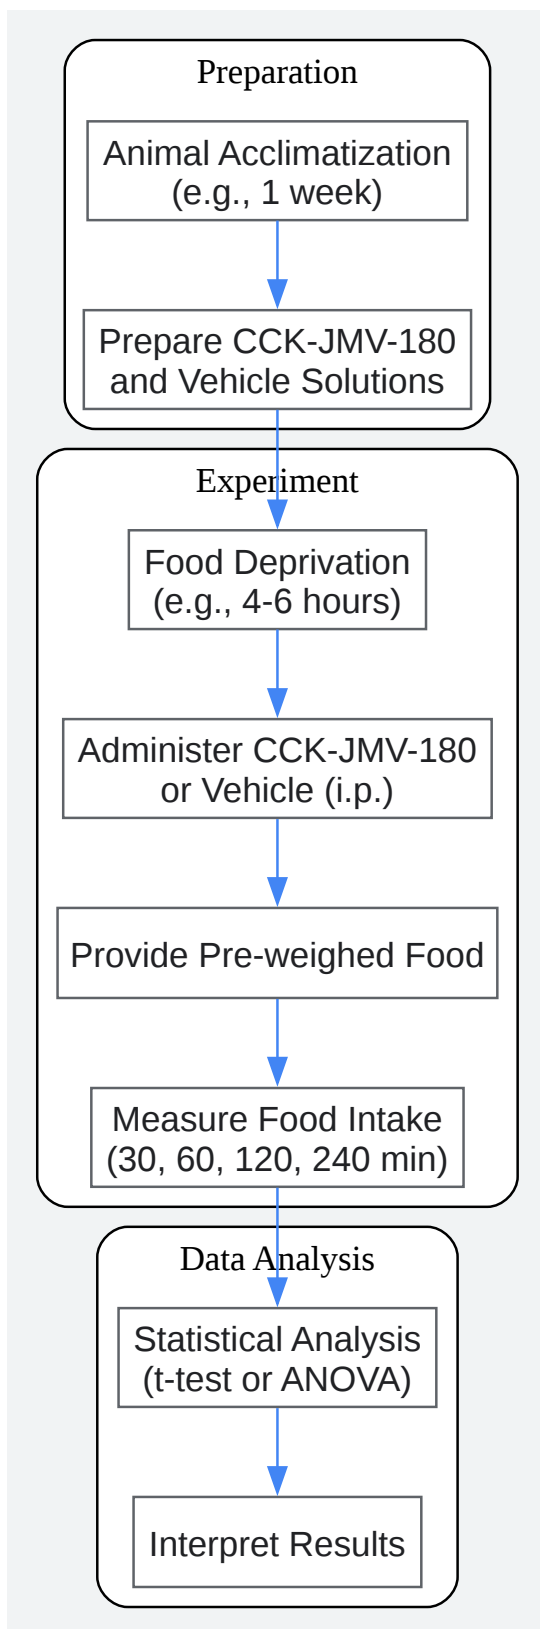 Preparation
Animal Acclimatization
(e.g., 1 week)
Prepare CCK-JMV-180
and Vehicle Solutions
Experiment
Food Deprivation
(e.g., 4-6 hours)
Administer CCK-JMV-180
or Vehicle (i.p.)
Provide Pre-weighed Food
Measure Food Intake
(30, 60, 120, 240 min)
Data Analysis
Statistical Analysis
(t-test or ANOVA)
Interpret Results